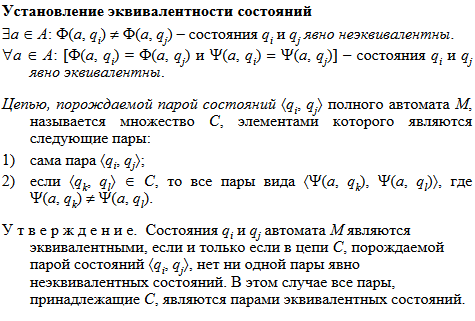 Установление эквивалентности состояний
∃a ∈ A: Φ(a, qᵢ) ≠ Φ(a, qⱼ) – состояния qᵢ и qⱼ явно неэквивалентны.
∀a ∈ A: [Φ(a, qᵢ) = Φ(a, qⱼ) и Ψ(a, qᵢ) = Ψ(a, qⱼ)] – состояния qᵢ и qⱼ
явно эквивалентны.
Цепью, порождаемой парой состояний ⟨qᵢ, qⱼ⟩ полного автомата M,
называется множество C, элементами которого являются
следующие пары:
1) сама пара ⟨qᵢ, qⱼ⟩;
2) если ⟨qₖ, qₗ⟩ ∈ C, то все пары вида ⟨Ψ(a, qₖ), Ψ(a, qₗ)⟩, где
Ψ(a, qₖ) ≠ Ψ(a, qₗ).
У т в е р ж д е н и е. Состояния qᵢ и qⱼ автомата M являются
эквивалентными, если и только если в цепи C, порождаемой
парой состояний ⟨qᵢ, qⱼ⟩, нет ни одной пары явно
неэквивалентных состояний. В этом случае все пары,
принадлежащие C, являются парами эквивалентных состояний.